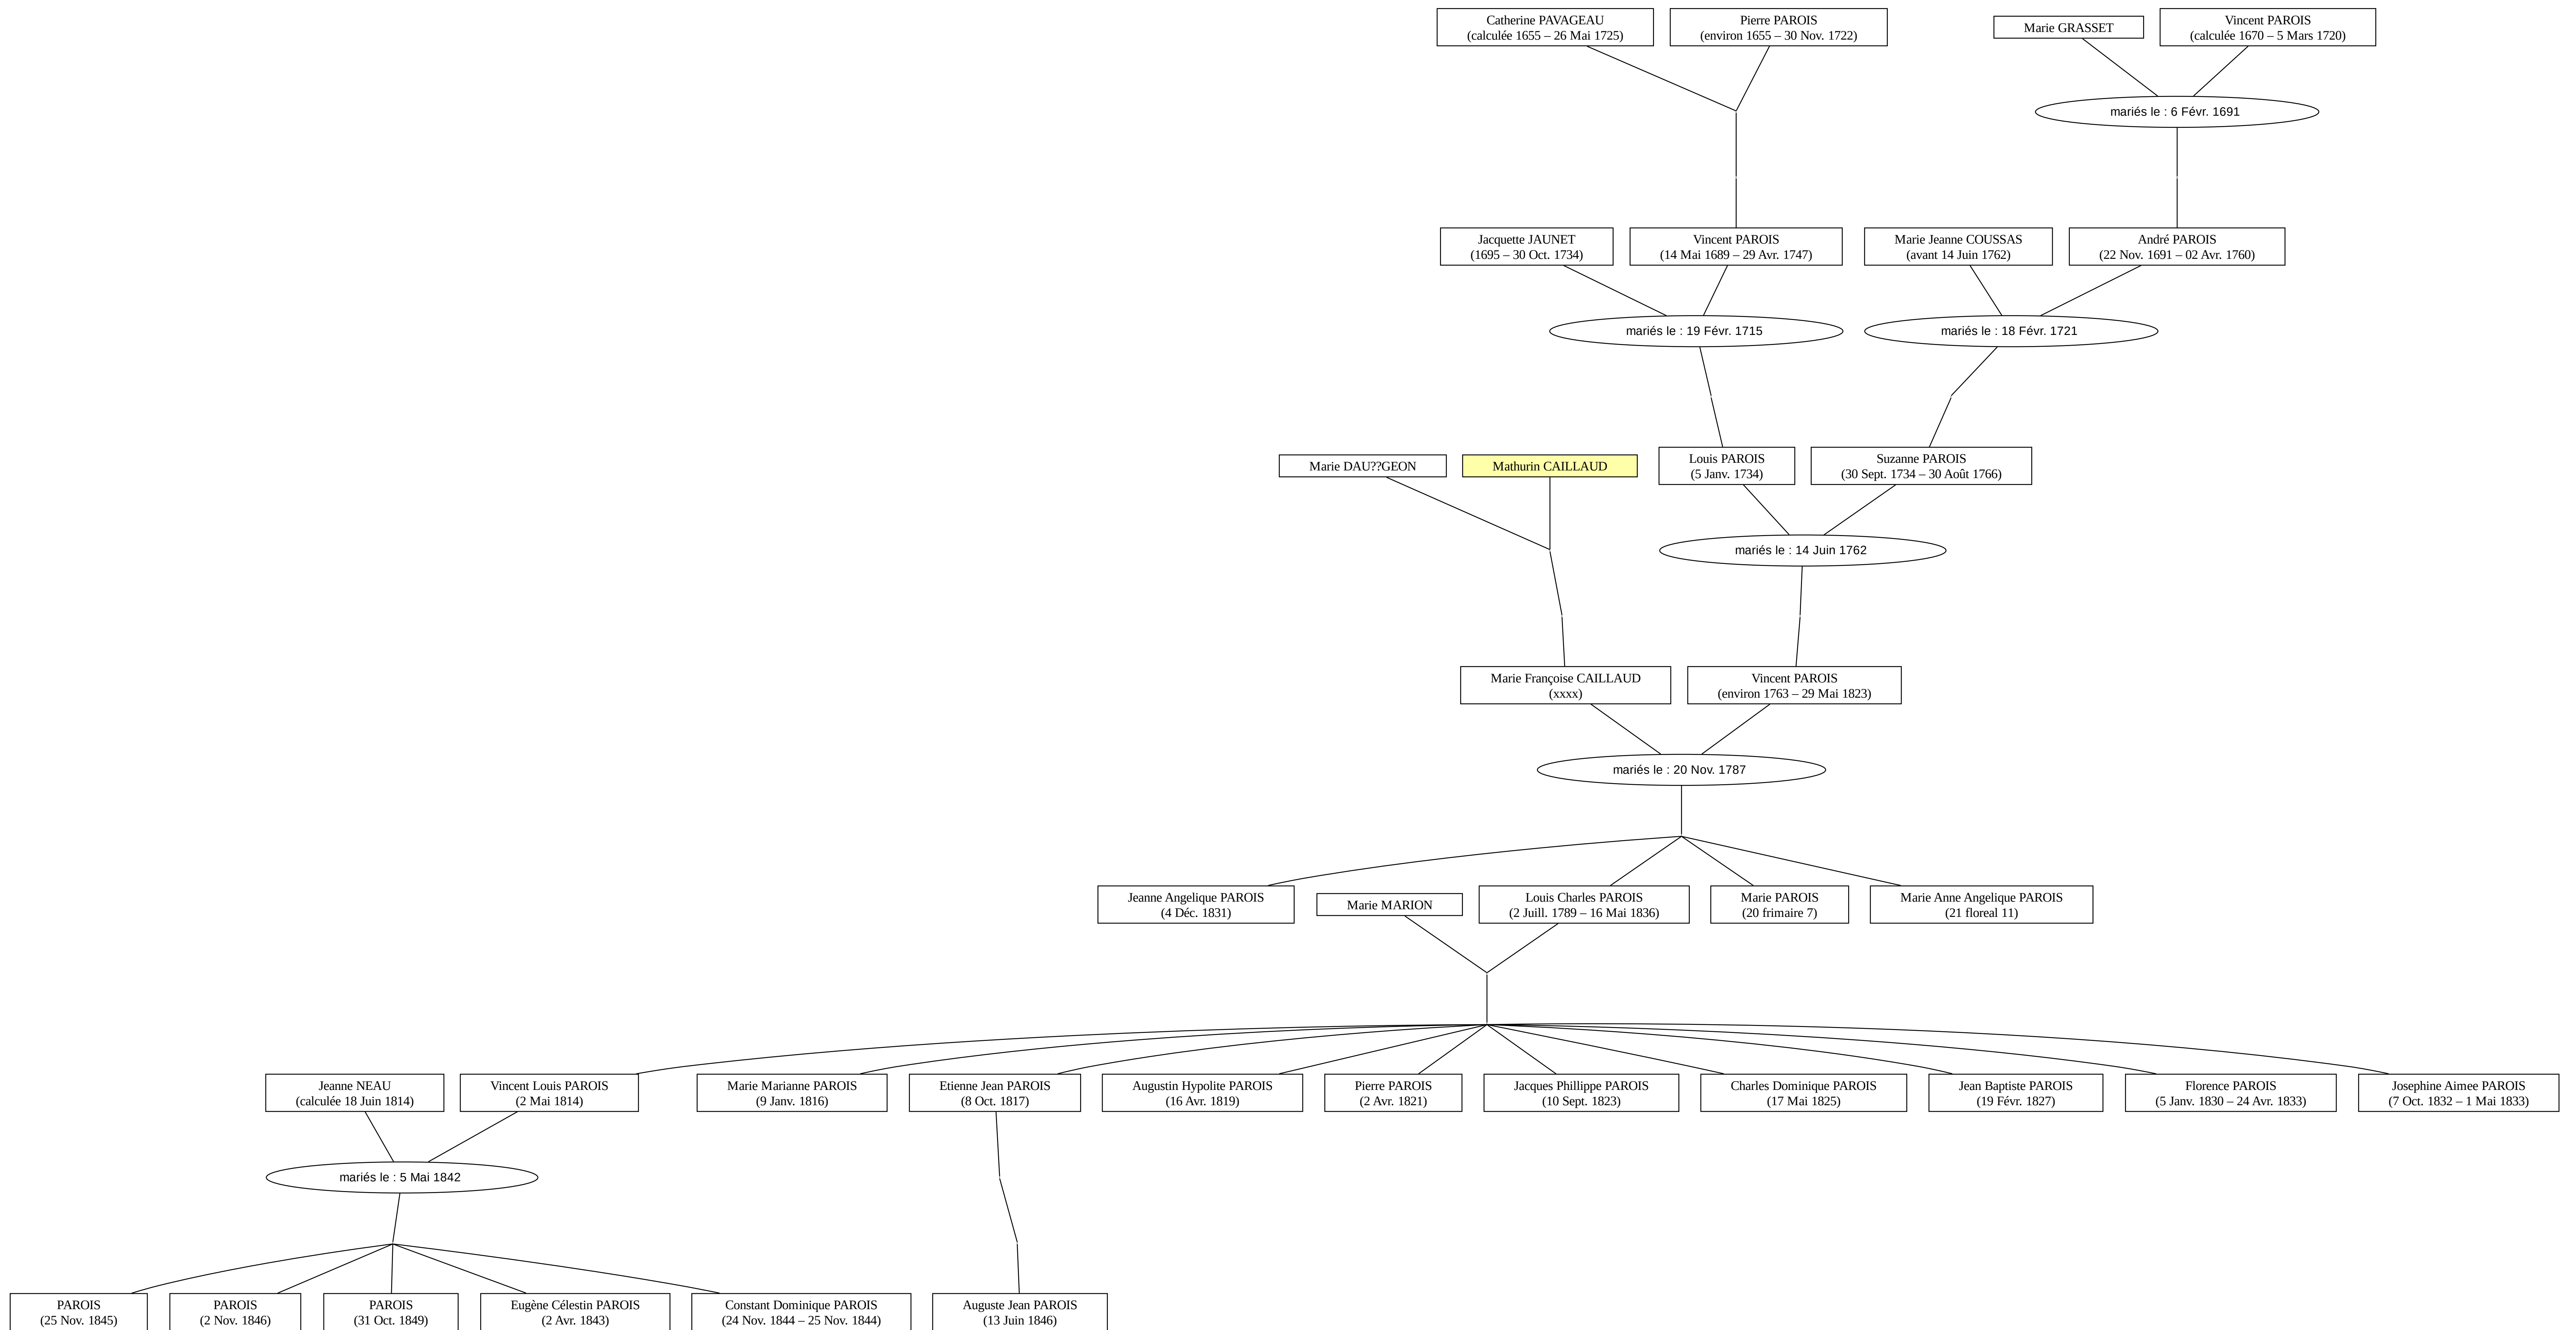 Catherine PAVAGEAU
(calculée 1655 – 26 Mai 1725)
Pierre PAROIS
(environ 1655 – 30 Nov. 1722)
Marie GRASSET
Vincent PAROIS
(calculée 1670 – 5 Mars 1720)
mariés le : 6 Févr. 1691
Jacquette JAUNET
(1695 – 30 Oct. 1734)
Vincent PAROIS
(14 Mai 1689 – 29 Avr. 1747)
Marie Jeanne COUSSAS
(avant 14 Juin 1762)
André PAROIS
(22 Nov. 1691 – 02 Avr. 1760)
mariés le : 19 Févr. 1715
mariés le : 18 Févr. 1721
Marie DAU??GEON
Mathurin CAILLAUD
Louis PAROIS
(5 Janv. 1734)
Suzanne PAROIS
(30 Sept. 1734 – 30 Août 1766)
mariés le : 14 Juin 1762
Marie Françoise CAILLAUD
(xxxx)
Vincent PAROIS
(environ 1763 – 29 Mai 1823)
mariés le : 20 Nov. 1787
Jeanne Angelique PAROIS
(4 Déc. 1831)
Marie MARION
Louis Charles PAROIS
(2 Juill. 1789 – 16 Mai 1836)
Marie PAROIS
(20 frimaire 7)
Marie Anne Angelique PAROIS
(21 floreal 11)
Jeanne NEAU
(calculée 18 Juin 1814)
Vincent Louis PAROIS
(2 Mai 1814)
Marie Marianne PAROIS
(9 Janv. 1816)
Etienne Jean PAROIS
(8 Oct. 1817)
Augustin Hypolite PAROIS
(16 Avr. 1819)
Pierre PAROIS
(2 Avr. 1821)
Jacques Phillippe PAROIS
(10 Sept. 1823)
Charles Dominique PAROIS
(17 Mai 1825)
Jean Baptiste PAROIS
(19 Févr. 1827)
Florence PAROIS
(5 Janv. 1830 – 24 Avr. 1833)
Josephine Aimee PAROIS
(7 Oct. 1832 – 1 Mai 1833)
mariés le : 5 Mai 1842
PAROIS
(25 Nov. 1845)
PAROIS
(2 Nov. 1846)
PAROIS
(31 Oct. 1849)
Eugène Célestin PAROIS
(2 Avr. 1843)
Constant Dominique PAROIS
(24 Nov. 1844 – 25 Nov. 1844)
Auguste Jean PAROIS
(13 Juin 1846)